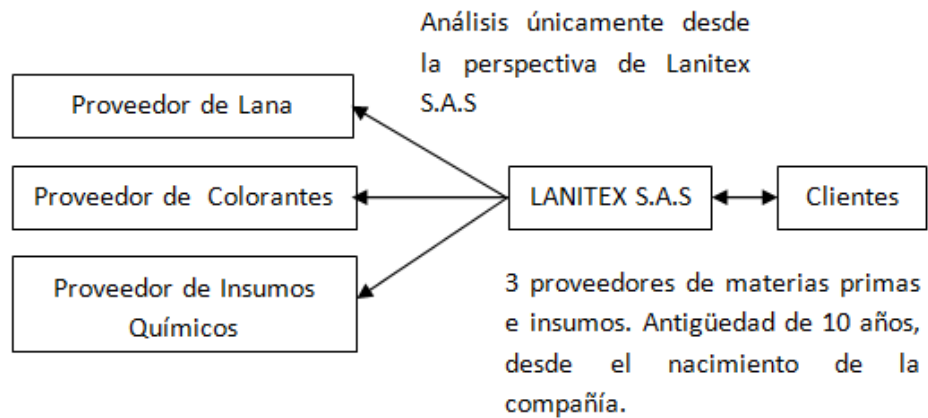 Análisis únicamente desde
la perspectiva de Lanitex
S.A.S
Proveedor de Lana
Proveedor de Colorantes
LANITEX S.A.S
Clientes
Proveedor de Insumos
Químicos
3 proveedores de materias primas
e insumos. Antigüedad de 10 años,
desde el nacimiento de la
compañía.